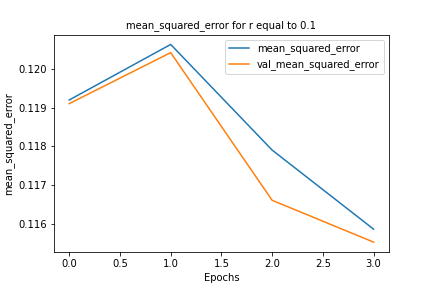 mean_squared_error for r equal to 0.1
mean_squared_error
val_mean_squared_error
mean_squared_error
0.120
0.119
0.118
0.117
0.116
0.0 0.5 1.0 1.5 2.0 2.5 3.0
Epochs